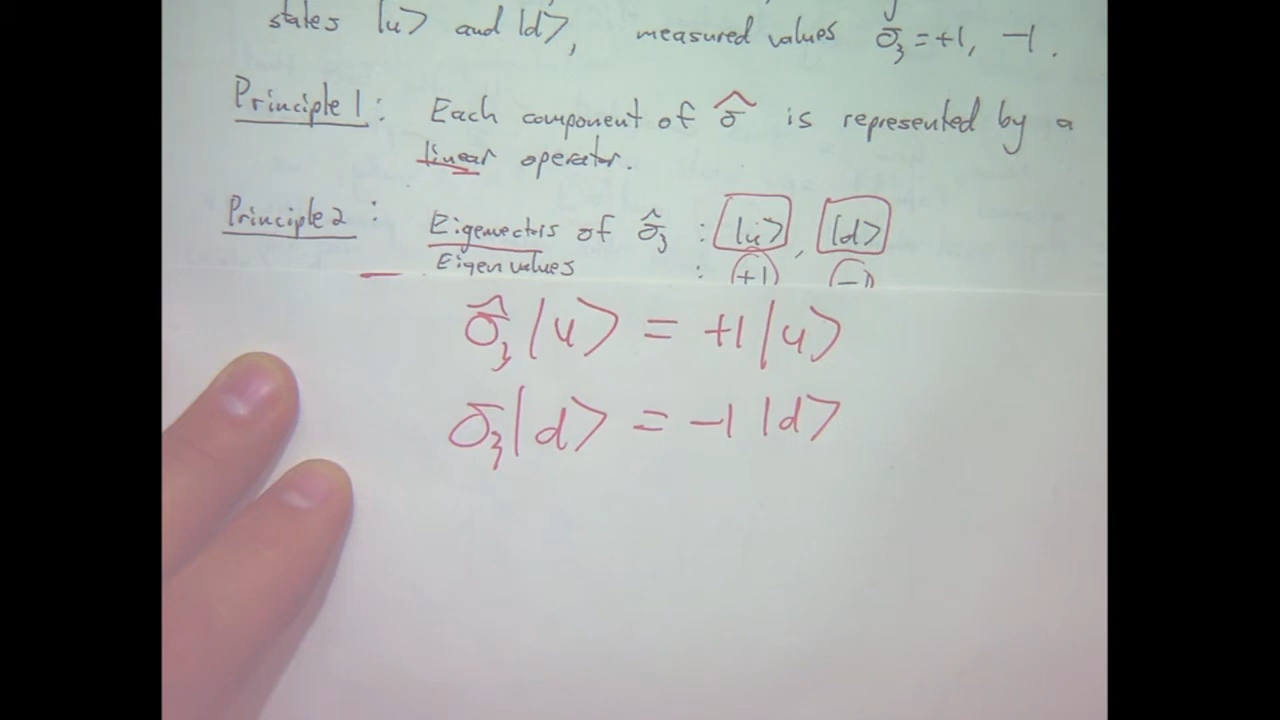 states |u> and |d>, measured values σ₃ = +1, -1.
Principle 1: Each component of σ̂ is represented by a
linear operator.
Principle 2: Eigenvectors of σ̂₃ : |u>, |d>
Eigenvalues : +1 -1
σ̂₃|u> = +1|u>
σ₃|d> = -1|d>